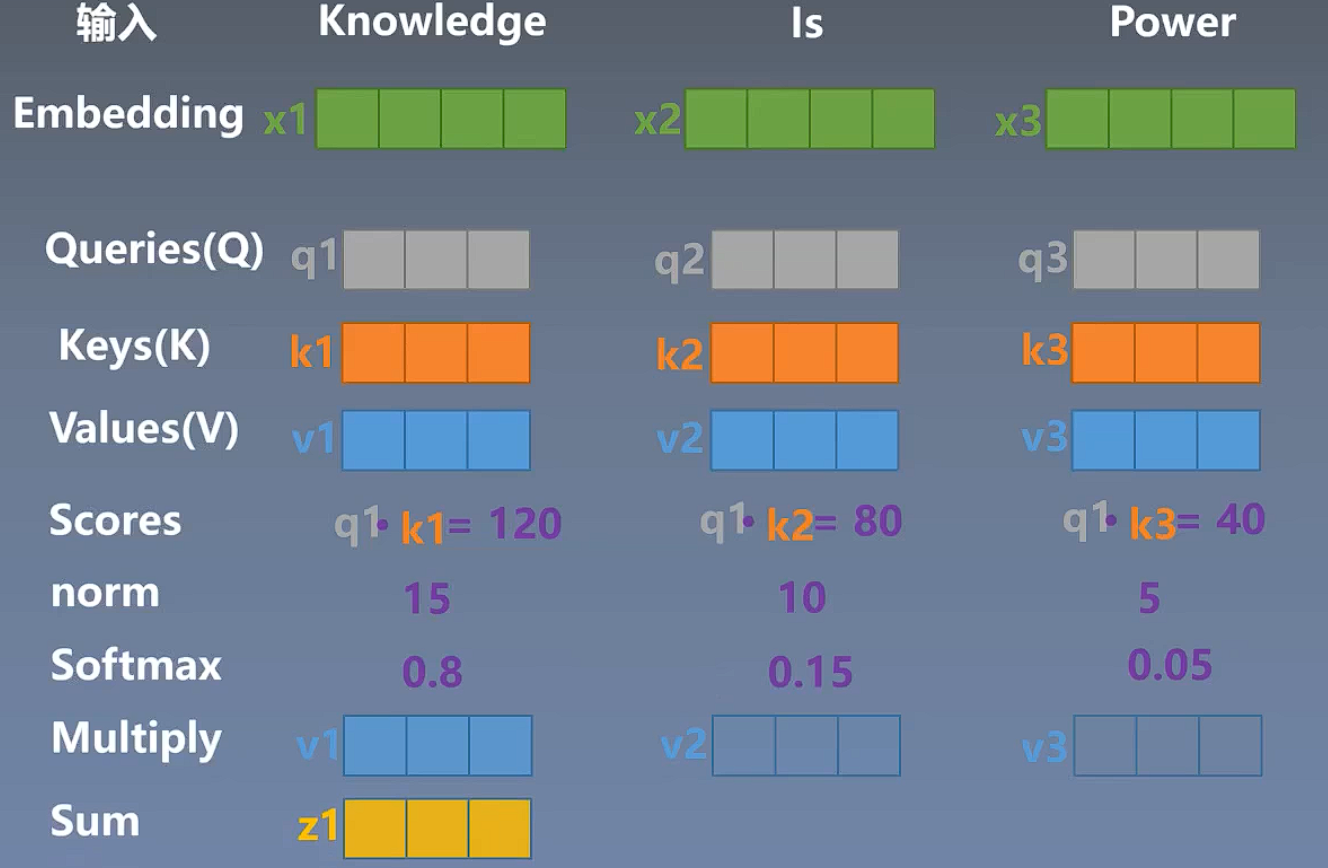 输入 Knowledge Is Power
Embedding x1 x2 x3
Queries(Q) q1 q2 q3
Keys(K) k1 k2 k3
Values(V) v1 v2 v3
Scores q1· k1= 120 q1· k2= 80 q1· k3= 40
norm 15 10 5
Softmax 0.8 0.15 0.05
Multiply v1 v2 v3
Sum z1